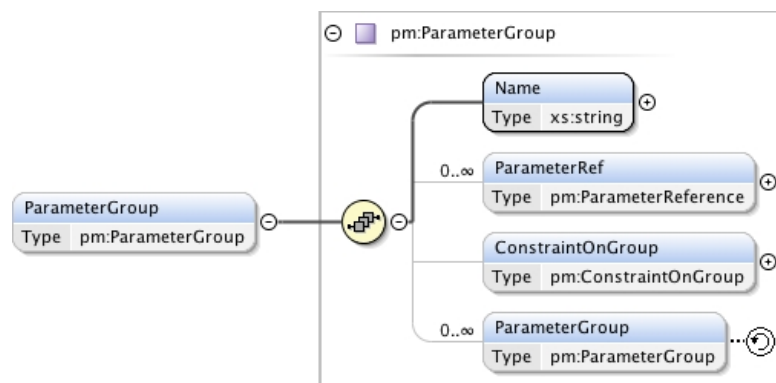 pm:ParameterGroup
Name
Type xs:string
0..∞ ParameterRef
Type pm:ParameterReference
ParameterGroup
Type pm:ParameterGroup
ConstraintOnGroup
Type pm:ConstraintOnGroup
0..∞ ParameterGroup
Type pm:ParameterGroup